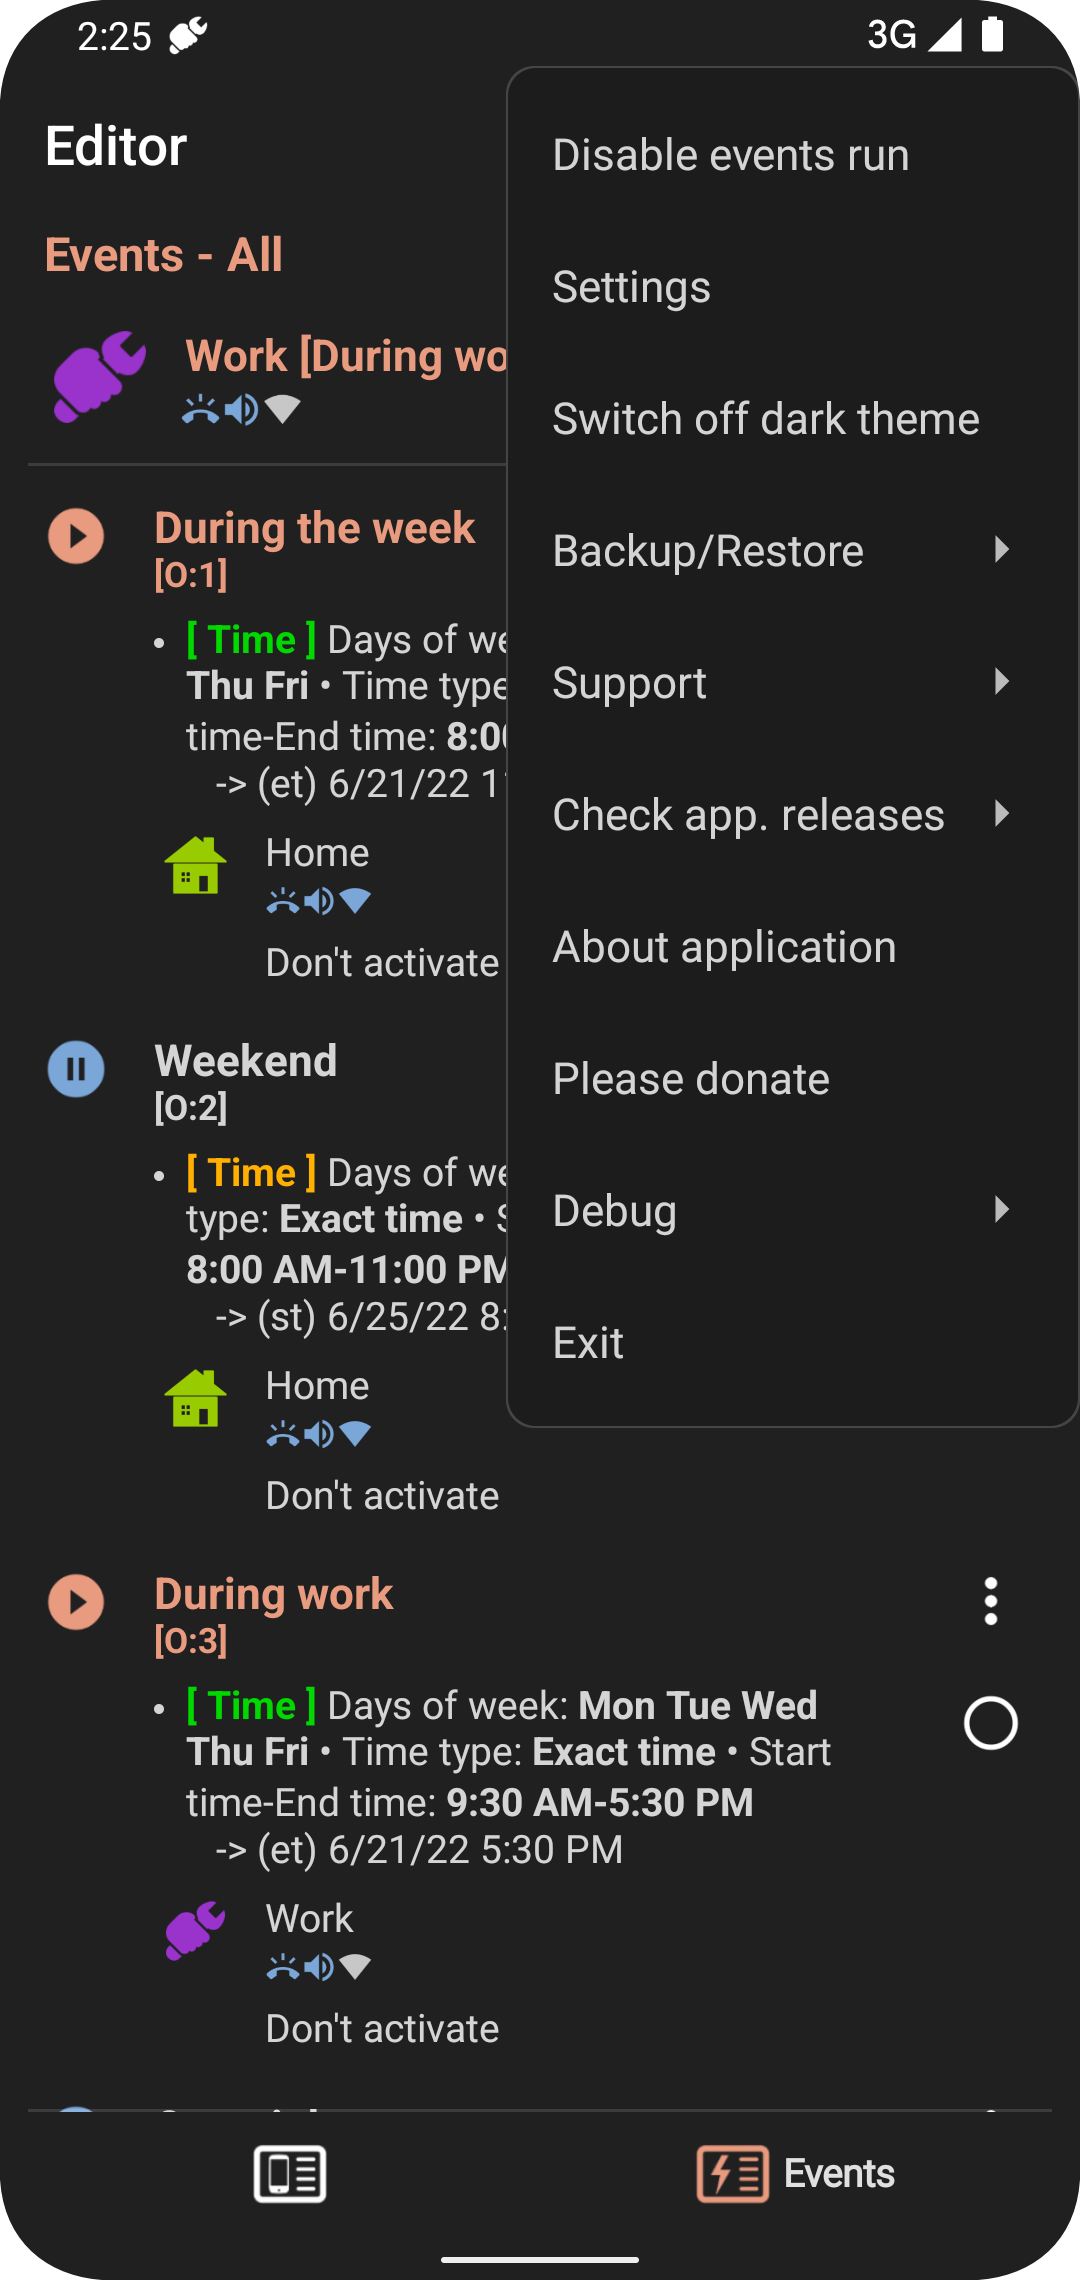 2:25
3G
Editor
Events - All
Work [During wo
During the week
[O:1]
• [ Time ] Days of we
Thu Fri • Time type
time-End time: 8:00
-> (et) 6/21/22 1
Home
Don't activate
Weekend
[O:2]
• [ Time ] Days of we
type: Exact time •
8:00 AM-11:00 PM
-> (st) 6/25/22 8:
Home
Don't activate
During work
[O:3]
• [ Time ] Days of week: Mon Tue Wed
Thu Fri • Time type: Exact time • Start
time-End time: 9:30 AM-5:30 PM
-> (et) 6/21/22 5:30 PM
Work
Don't activate
Disable events run
Settings
Switch off dark theme
Backup/Restore
Support
Check app. releases
About application
Please donate
Debug
Exit
Events